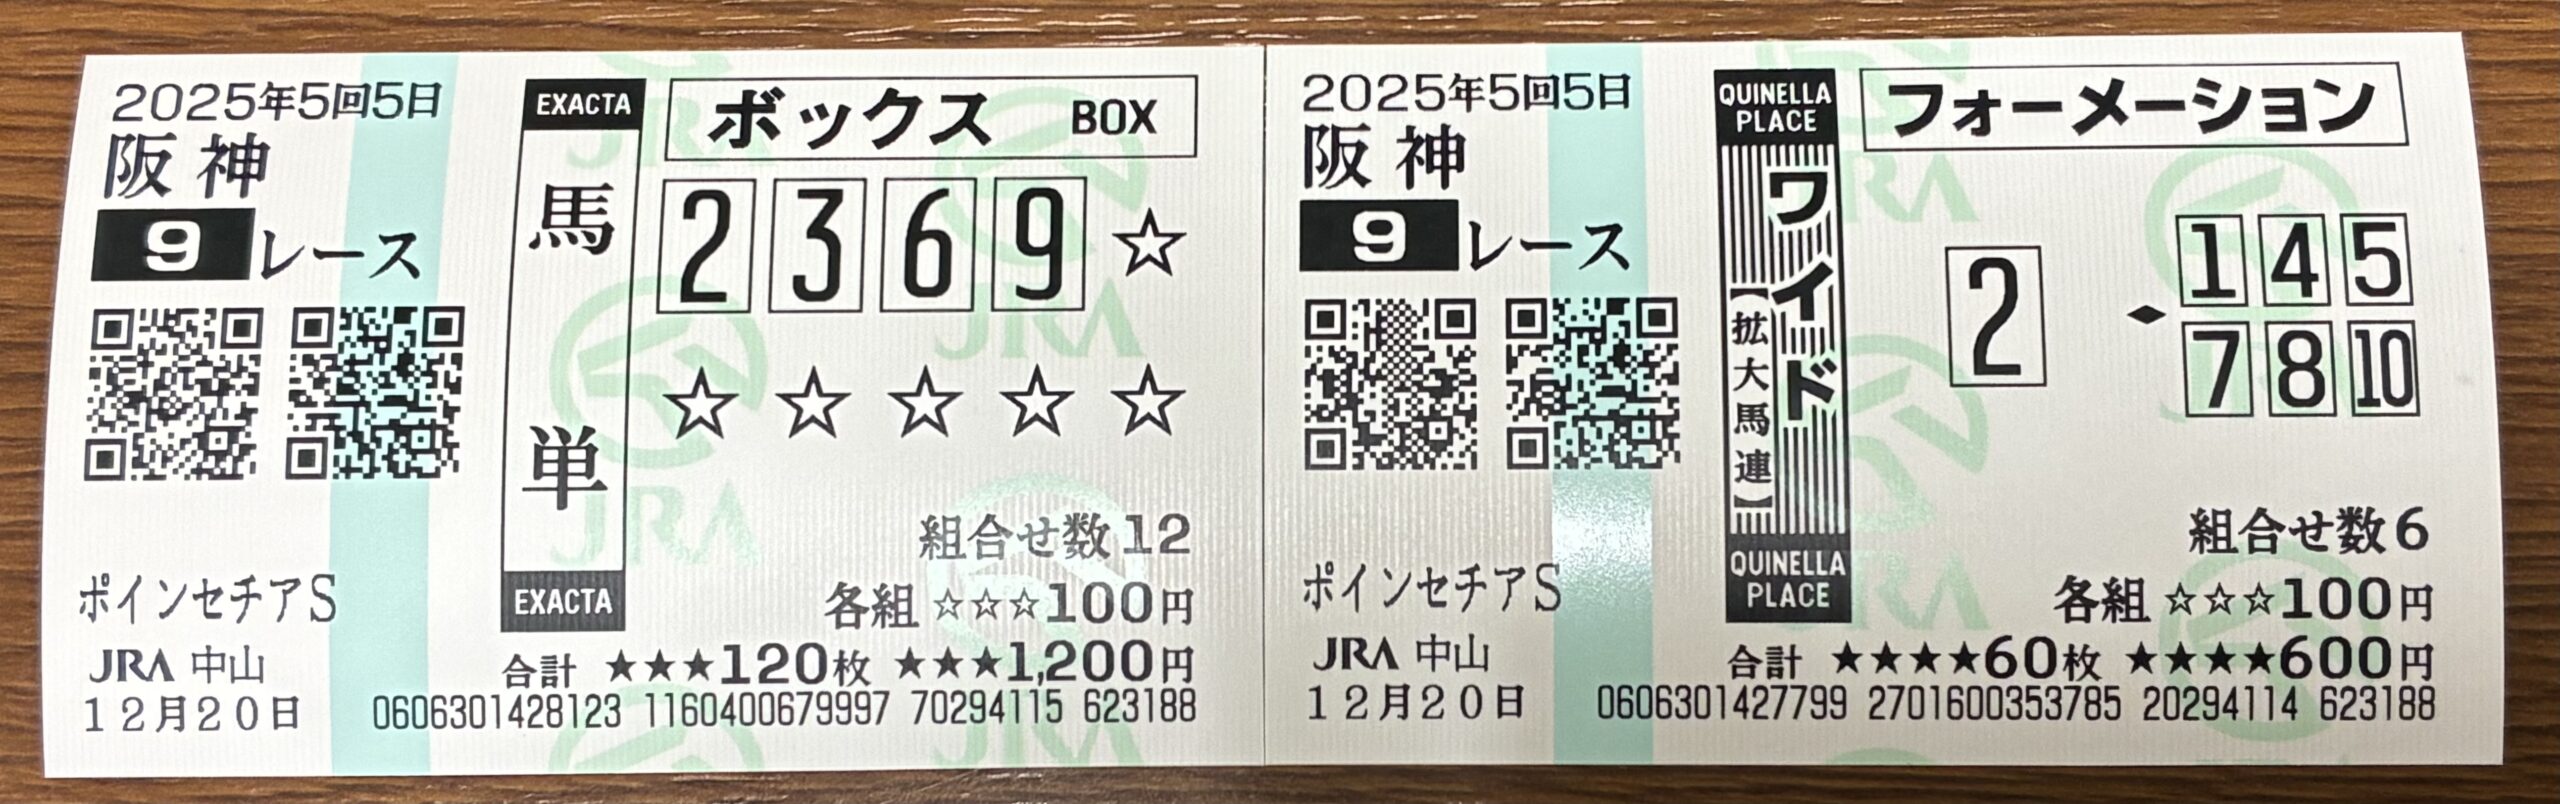 2025年5回5日
阪神
9レース
EXACTA
馬単
EXACTA
ボックス BOX
2 3 6 9 ☆
☆ ☆ ☆ ☆ ☆
組合せ数12
各組 ☆☆☆100円
合計 ★★★120枚 ★★★1,200円
ポインセチアS
JRA 中山
12月20日
0606301428123 1160400679997 70294115 623188
2025年5回5日
阪神
9レース
QUINELLA PLACE
ワイド
【拡大馬連】
QUINELLA PLACE
フォーメーション
2 ◆ 1 4 5
7 8 10
組合せ数6
各組 ☆☆☆100円
合計 ★★★★60枚 ★★★★600円
ポインセチアS
JRA 中山
12月20日
0606301427799 2701600353785 20294114 623188
JRA